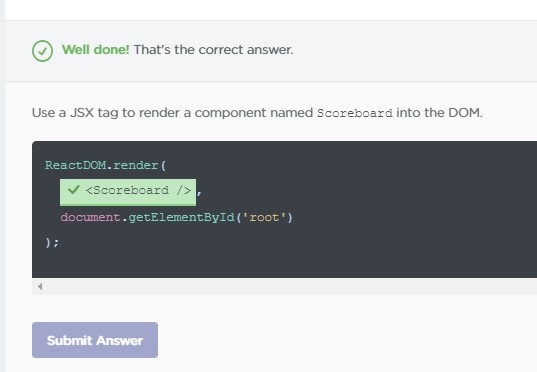 Well done! That's the correct answer.
Use a JSX tag to render a component named Scoreboard into the DOM.
ReactDOM.render(
<Scoreboard />,
document.getElementById('root')
);
Submit Answer